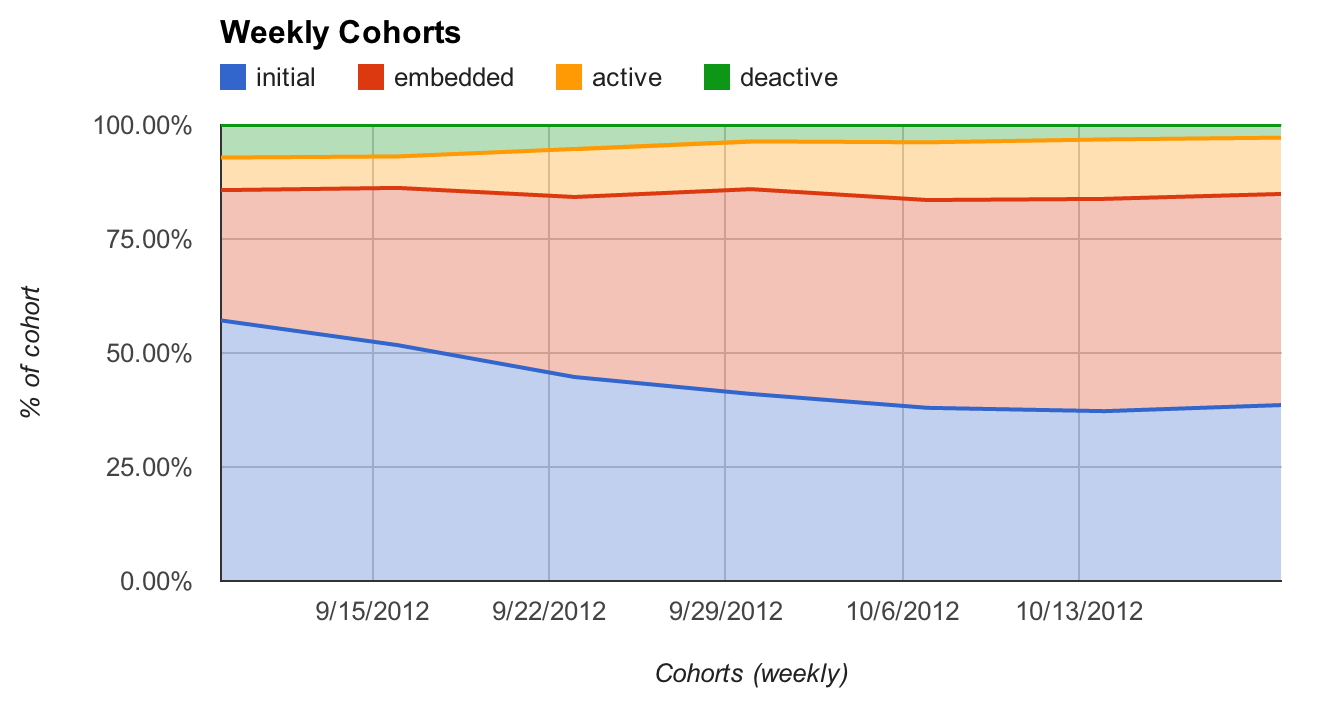 Weekly Cohorts
initial embedded active deactive
100.00%
75.00%
50.00%
25.00%
0.00%
% of cohort
9/15/2012 9/22/2012 9/29/2012 10/6/2012 10/13/2012
Cohorts (weekly)